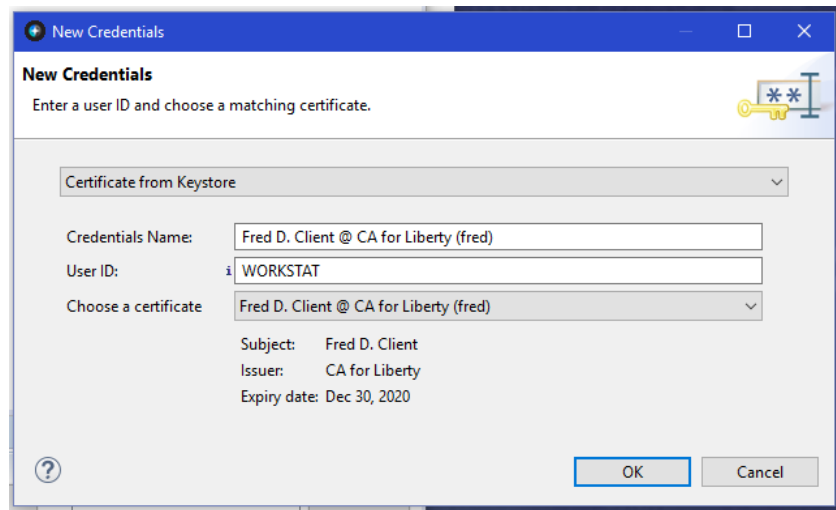 New Credentials
New Credentials
Enter a user ID and choose a matching certificate.
**
Certificate from Keystore
Credentials Name: Fred D. Client @ CA for Liberty (fred)
User ID: i WORKSTAT
Choose a certificate Fred D. Client @ CA for Liberty (fred)
Subject: Fred D. Client
Issuer: CA for Liberty
Expiry date: Dec 30, 2020
? OK Cancel